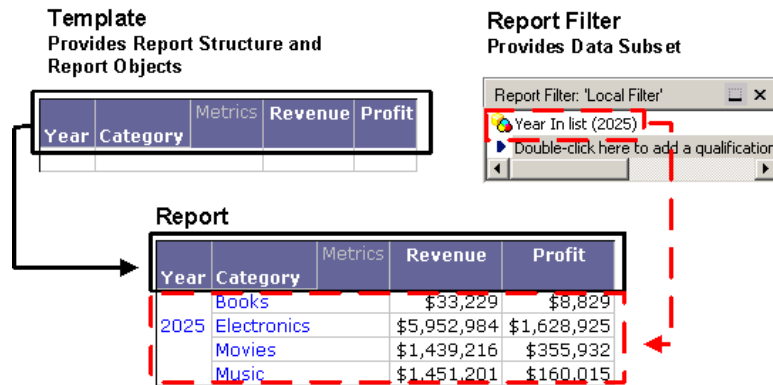 Template
Provides Report Structure and
Report Objects
Report Filter
Provides Data Subset
Metrics Revenue Profit
Year Category
Report Filter: 'Local Filter'
Year In list (2025)
Double-click here to add a qualification
Report
Metrics Revenue Profit
Year Category
Books $33,229 $8,829
2025 Electronics $5,952,984 $1,628,925
Movies $1,439,216 $355,932
Music $1,451,201 $160,015